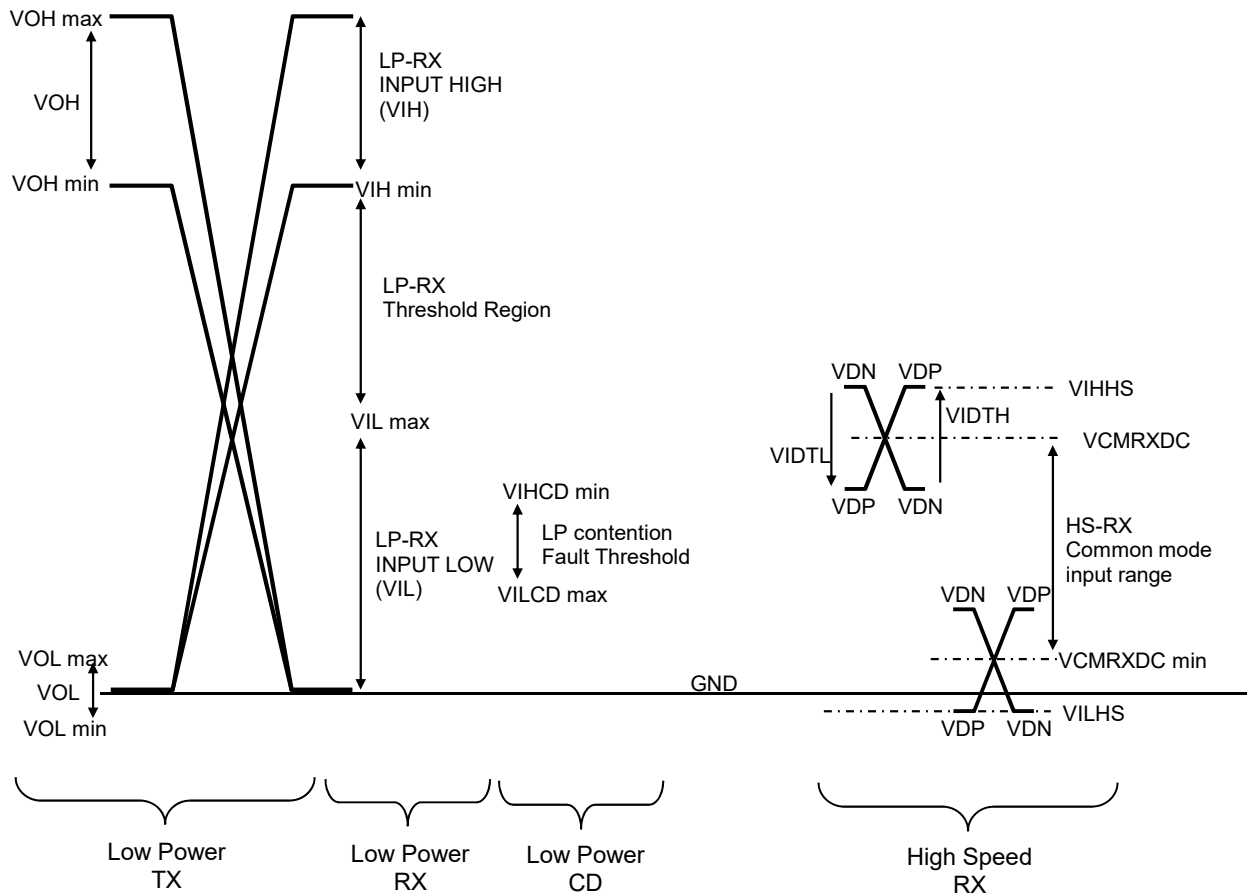 VOH max
VOH
VOH min
LP-RX
INPUT HIGH
(VIH)
VIH min
LP-RX
Threshold Region
VIL max
LP-RX
INPUT LOW
(VIL)
VIHCD min
LP contention
Fault Threshold
VILCD max
VOL max
VOL
VOL min
GND
VDN
VDP
VIHHS
VIDTH
VCMRXDC
VIDTL
VDP
VDN
HS-RX
Common mode
input range
VDN
VDP
VCMRXDC min
VILHS
VDP
VDN
Low Power
TX
Low Power
RX
Low Power
CD
High Speed
RX